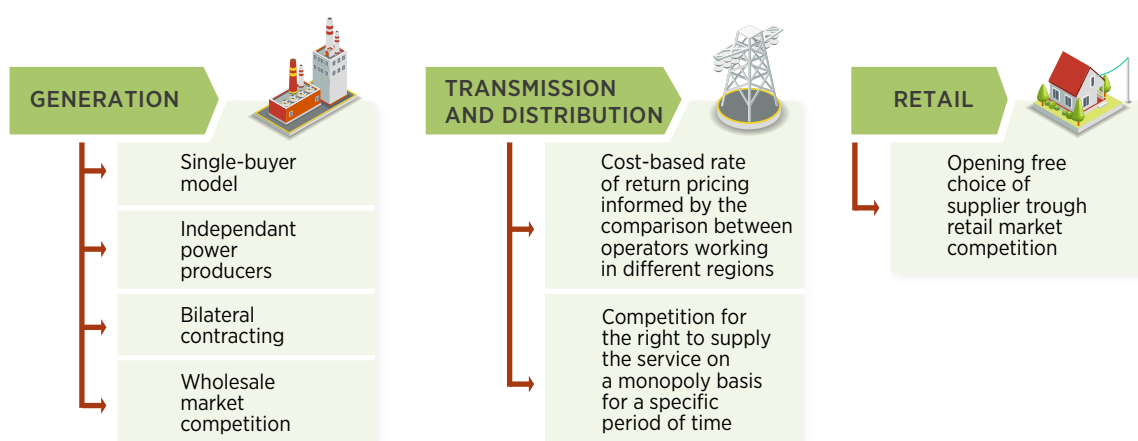 GENERATION
Single-buyer
model
Independant
power
producers
Bilateral
contracting
Wholesale
market
competition
TRANSMISSION
AND DISTRIBUTION
Cost-based rate
of return pricing
informed by the
comparison between
operators working
in different regions
Competition for
the right to supply
the service on
a monopoly basis
for a specific
period of time
RETAIL
Opening free
choice of
supplier trough
retail market
competition